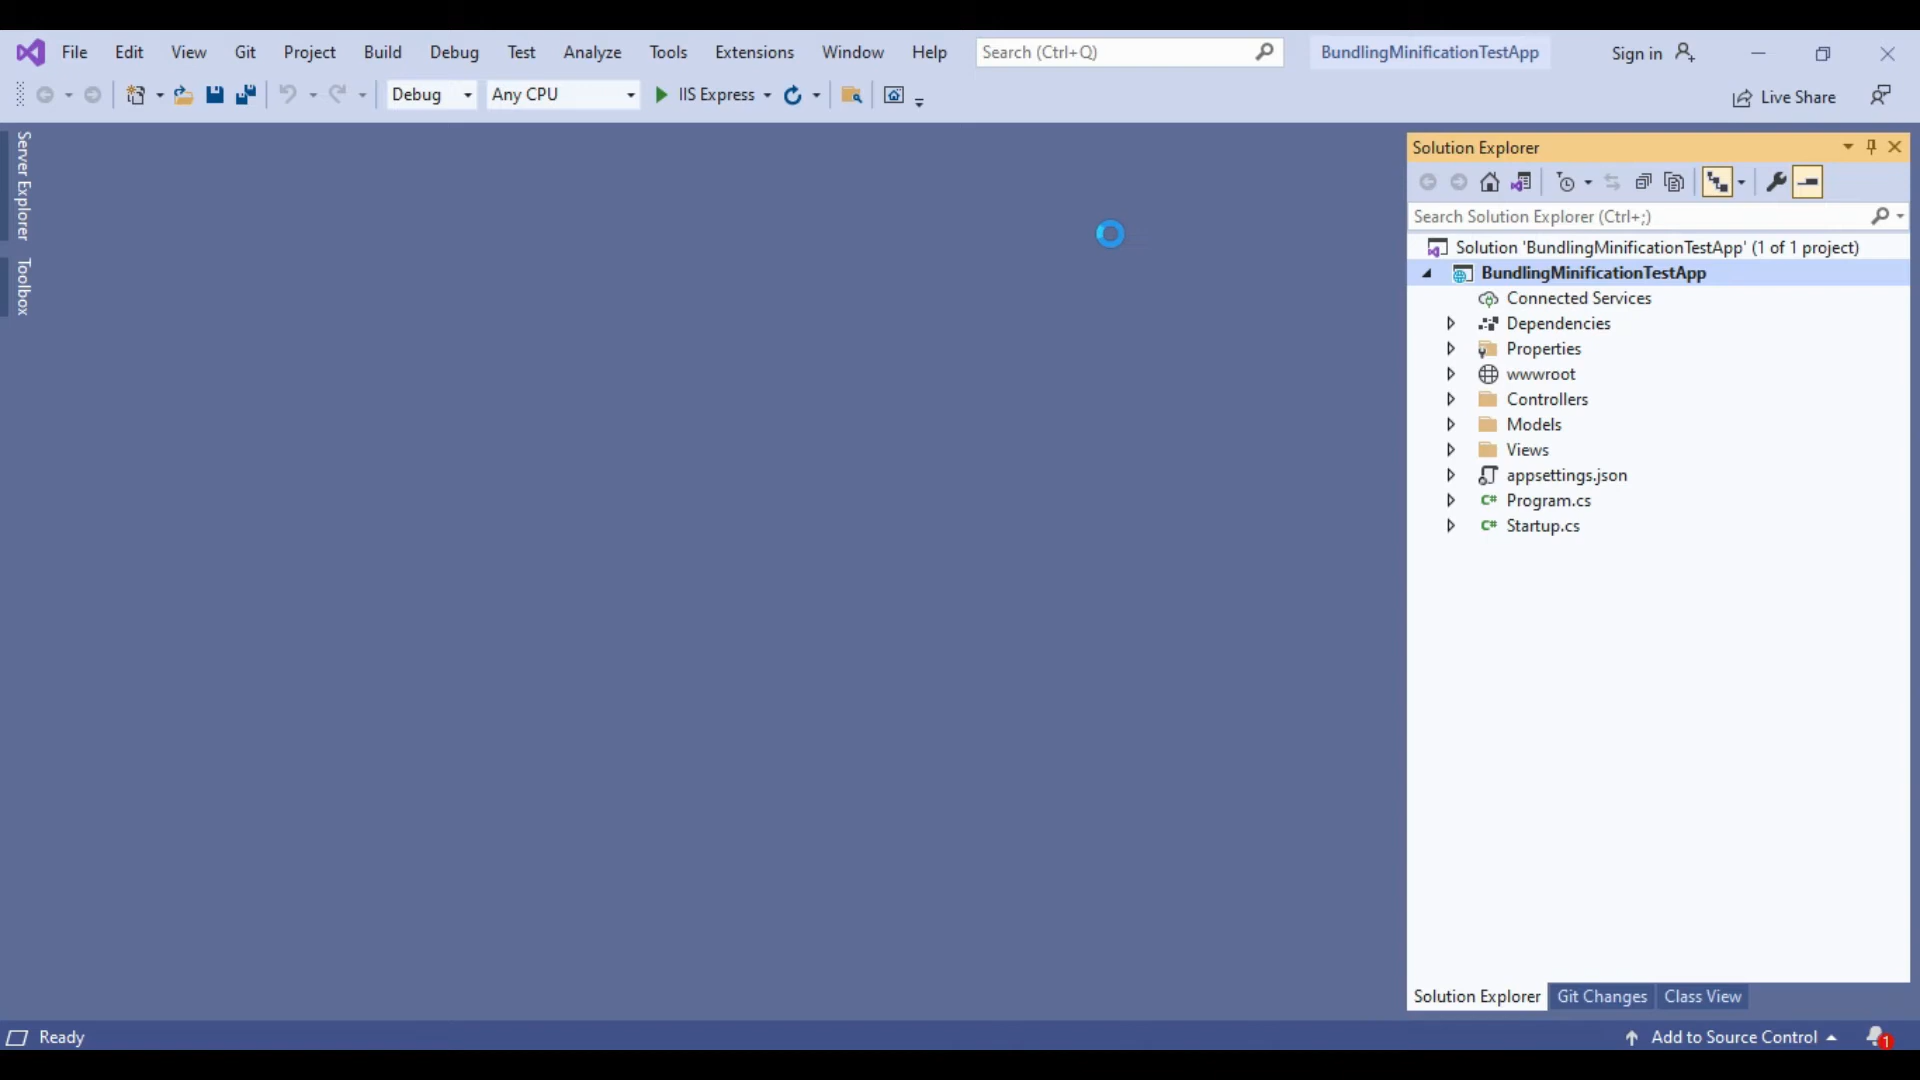 File Edit View Git Project Build Debug Test Analyze Tools Extensions Window Help Search (Ctrl+Q) BundlingMinificationTestApp Sign in
Debug Any CPU IIS Express Live Share
Server Explorer
Toolbox
Solution Explorer
Search Solution Explorer (Ctrl+;)
Solution 'BundlingMinificationTestApp' (1 of 1 project)
BundlingMinificationTestApp
Connected Services
Dependencies
Properties
wwwroot
Controllers
Models
Views
appsettings.json
C# Program.cs
C# Startup.cs
Solution Explorer Git Changes Class View
Ready Add to Source Control 1